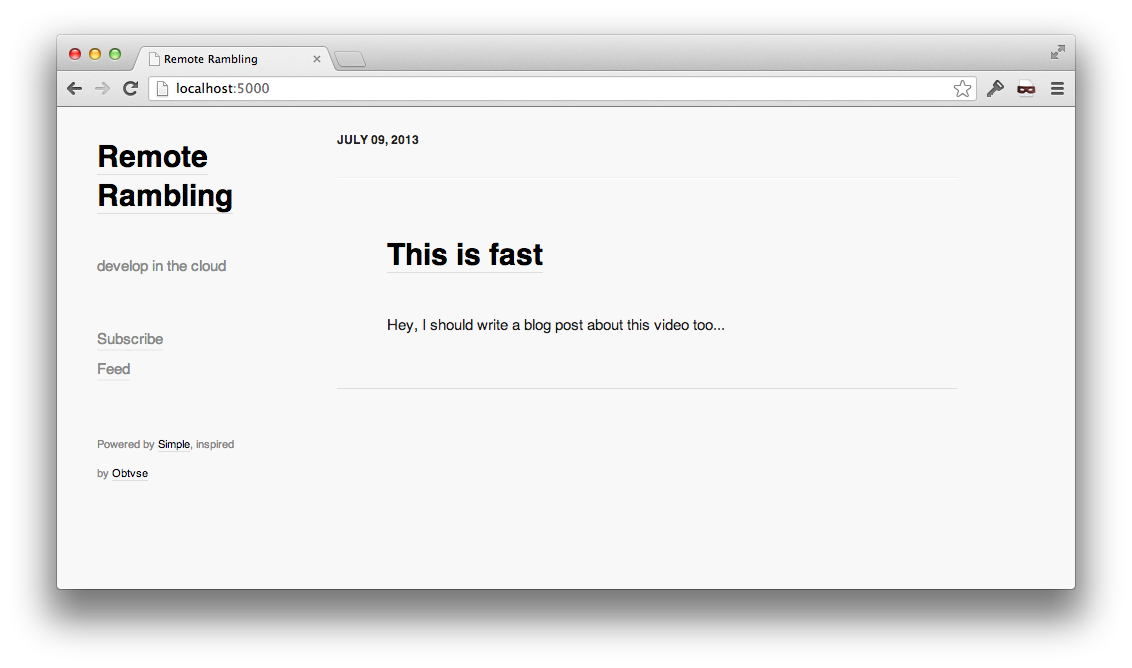 Remote Rambling
localhost:5000
Remote
Rambling
develop in the cloud
Subscribe
Feed
Powered by Simple, inspired
by Obtvse
JULY 09, 2013
This is fast
Hey, I should write a blog post about this video too...